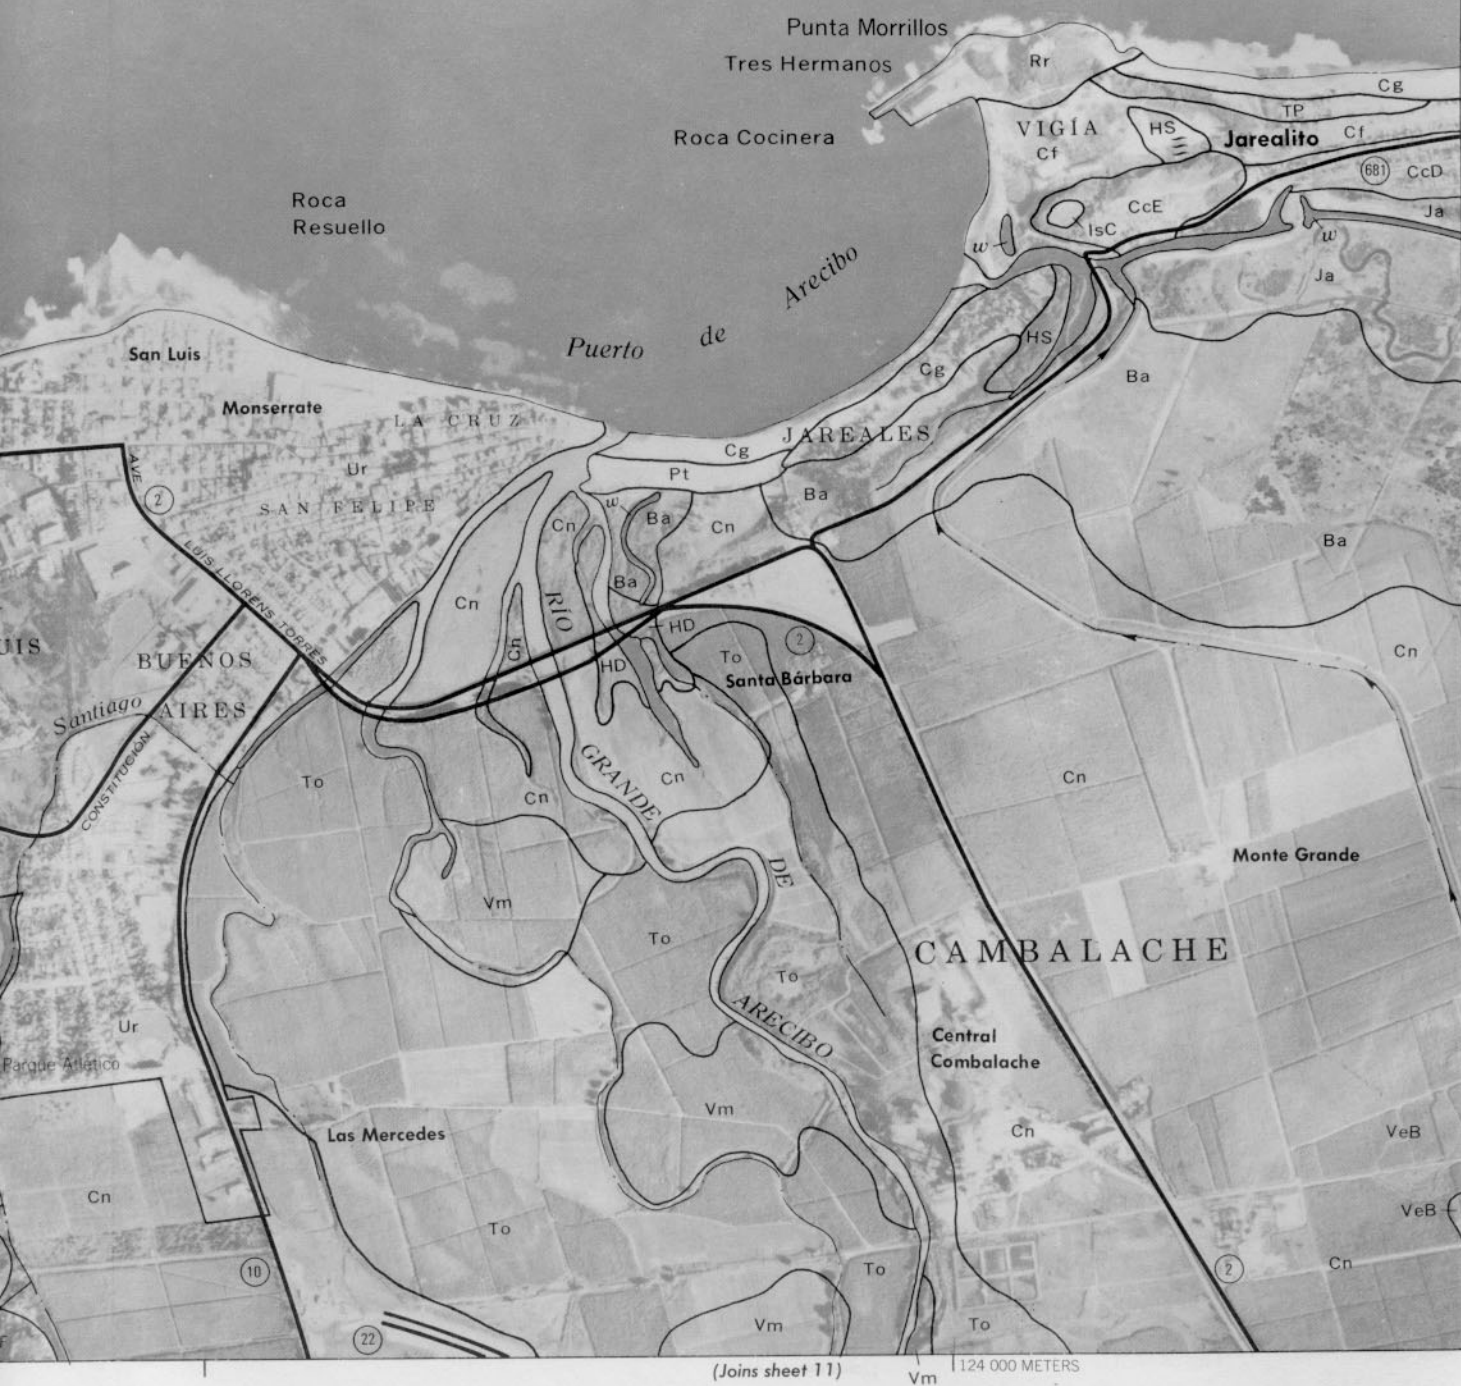 Punta Morrillos
Tres Hermanos
Rr
Cg
TP
Roca Cocinera
VIGÍA
HS
Jarealito
Cf
Cf
681
CcD
Roca
Resuello
CcE
IsC
Ja
w
w
Ja
Puerto de Arecibo
San Luis
HS
Cg
Ba
Monserrate
LA CRUZ
JAREALES
Cg
Ur
Pt
AVE
2
SAN FELIPE
w
Ba
Cn
Cn
Ba
Ba
LUIS LLORENS TORRES
Ba
Cn
RÍO
Cn
HD
HD
2
To
Cn
UIS
BUENOS
AIRES
Santa Bárbara
Santiago
CONSTITUCIÓN
To
Cn
GRANDE
Cn
Cn
Monte Grande
DE
Vm
To
CAMBALACHE
To
ARECIBO
Ur
Central
Combalache
Parque Atlético
Vm
Las Mercedes
Cn
VeB
Cn
VeB
To
10
To
2
Cn
22
Vm
To
(Joins sheet 11)
Vm
124 000 METERS